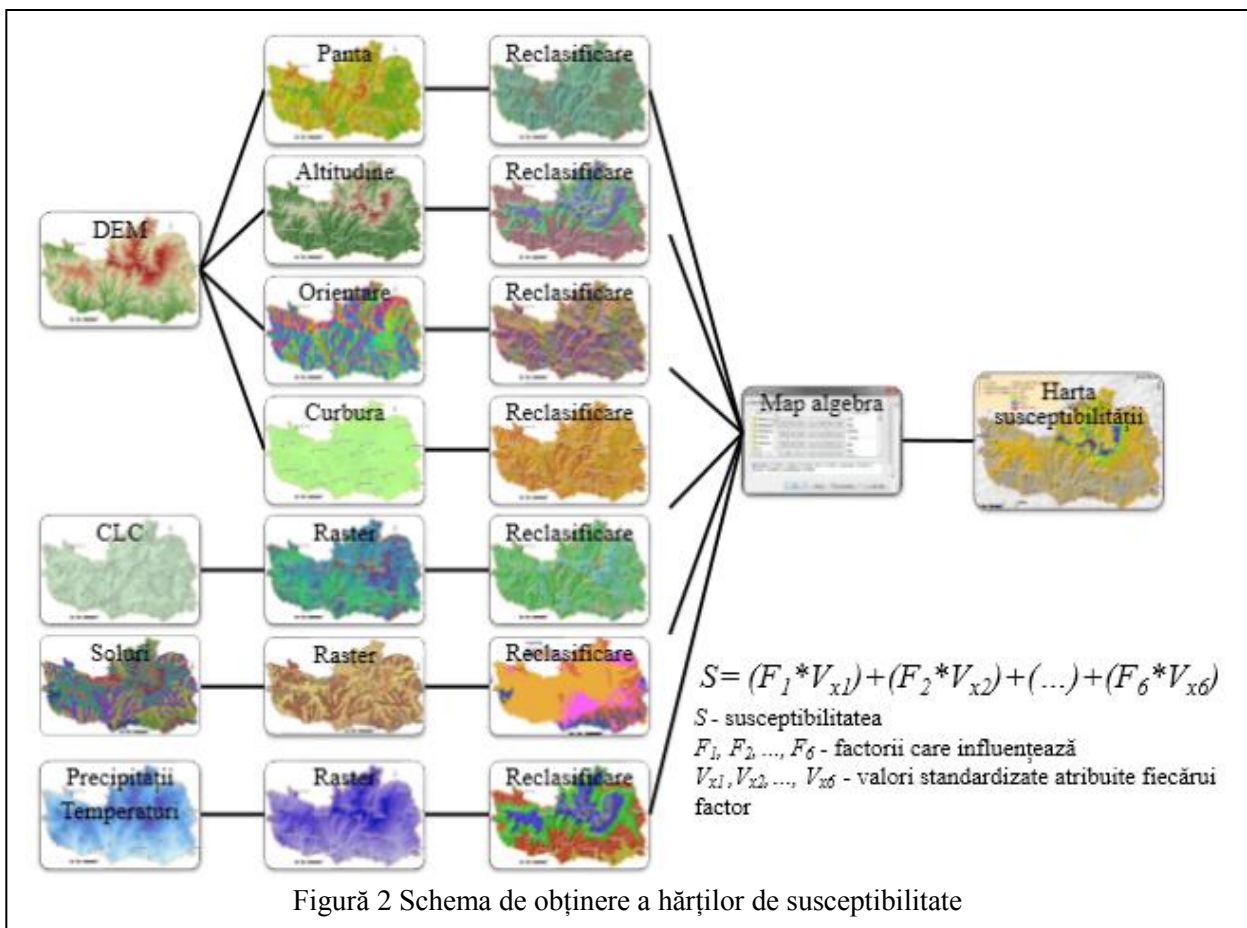 Panta
Reclasificare
Altitudine
Reclasificare
DEM
Orientare
Reclasificare
Curbura
Reclasificare
Map algebra
Harta
susceptibilității
CLC
Raster
Reclasificare
Soluri
Raster
Reclasificare
Precipitații
Temperaturi
Raster
Reclasificare
S= (F1*Vx1)+(F2*Vx2)+(…)+(F6*Vx6)
S - susceptibilitatea
F1, F2, ..., F6 - factorii care influențează
Vx1, Vx2, ..., Vx6 - valori standardizate atribuite fiecărui
factor
Figură 2 Schema de obținere a hărților de susceptibilitate